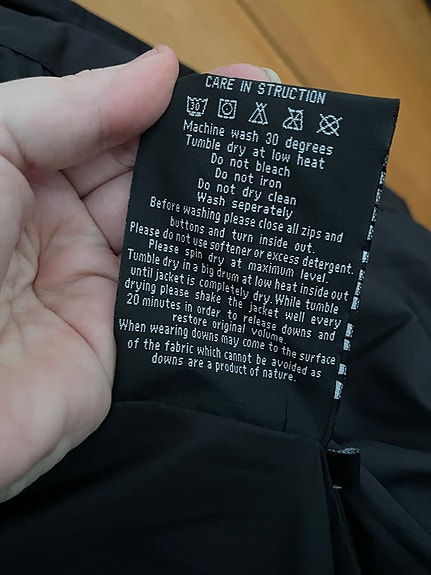 CARE IN STRUCTION
30
Machine wash 30 degrees
Tumble dry at low heat
Do not bleach
Do not iron
Do not dry clean
Wash seperately
Before washing please close all zips and
buttons and turn inside out.
Please do not use softener or excess detergent.
Please spin dry at maximum level.
Tumble dry in a big drum at low heat inside out
until jacket is completely dry. While tumble
drying please shake the jacket well every
20 minutes in order to release downs and
restore original volume.
When wearing downs may come to the surface
of the fabric which cannot be avoided as
downs are a product of nature.